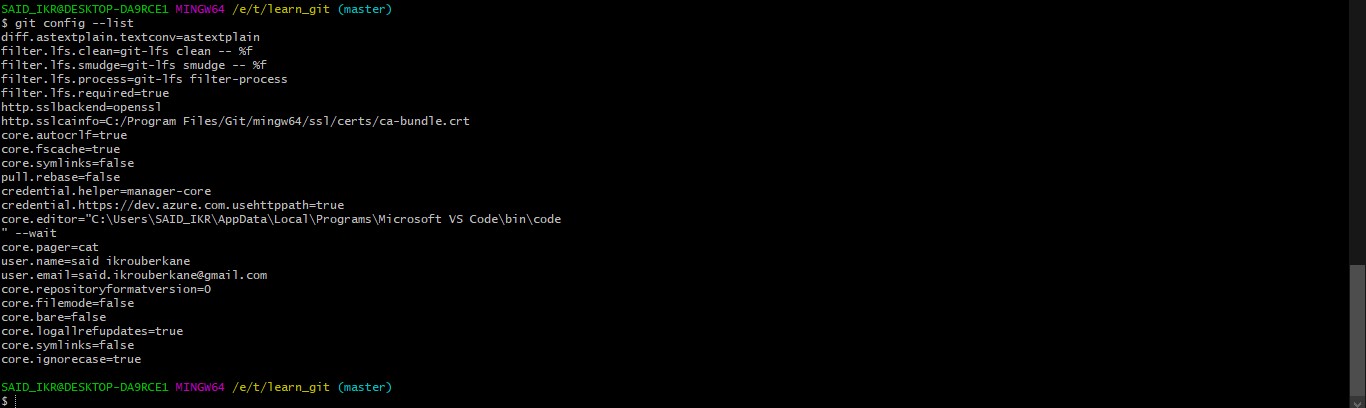 SAID_IKR@DESKTOP-DA9RCE1 MINGW64 /e/t/learn_git (master)
$ git config --list
diff.astextplain.textconv=astextplain
filter.lfs.clean=git-lfs clean -- %f
filter.lfs.smudge=git-lfs smudge -- %f
filter.lfs.process=git-lfs filter-process
filter.lfs.required=true
http.sslbackend=openssl
http.sslcainfo=C:/Program Files/Git/mingw64/ssl/certs/ca-bundle.crt
core.autocrlf=true
core.fscache=true
core.symlinks=false
pull.rebase=false
credential.helper=manager-core
credential.https://dev.azure.com.usehttppath=true
core.editor="C:\Users\SAID_IKR\AppData\Local\Programs\Microsoft VS Code\bin\code
" --wait
core.pager=cat
user.name=said ikrouberkane
user.email=said.ikrouberkane@gmail.com
core.repositoryformatversion=0
core.filemode=false
core.bare=false
core.logallrefupdates=true
core.symlinks=false
core.ignorecase=true
SAID_IKR@DESKTOP-DA9RCE1 MINGW64 /e/t/learn_git (master)
$